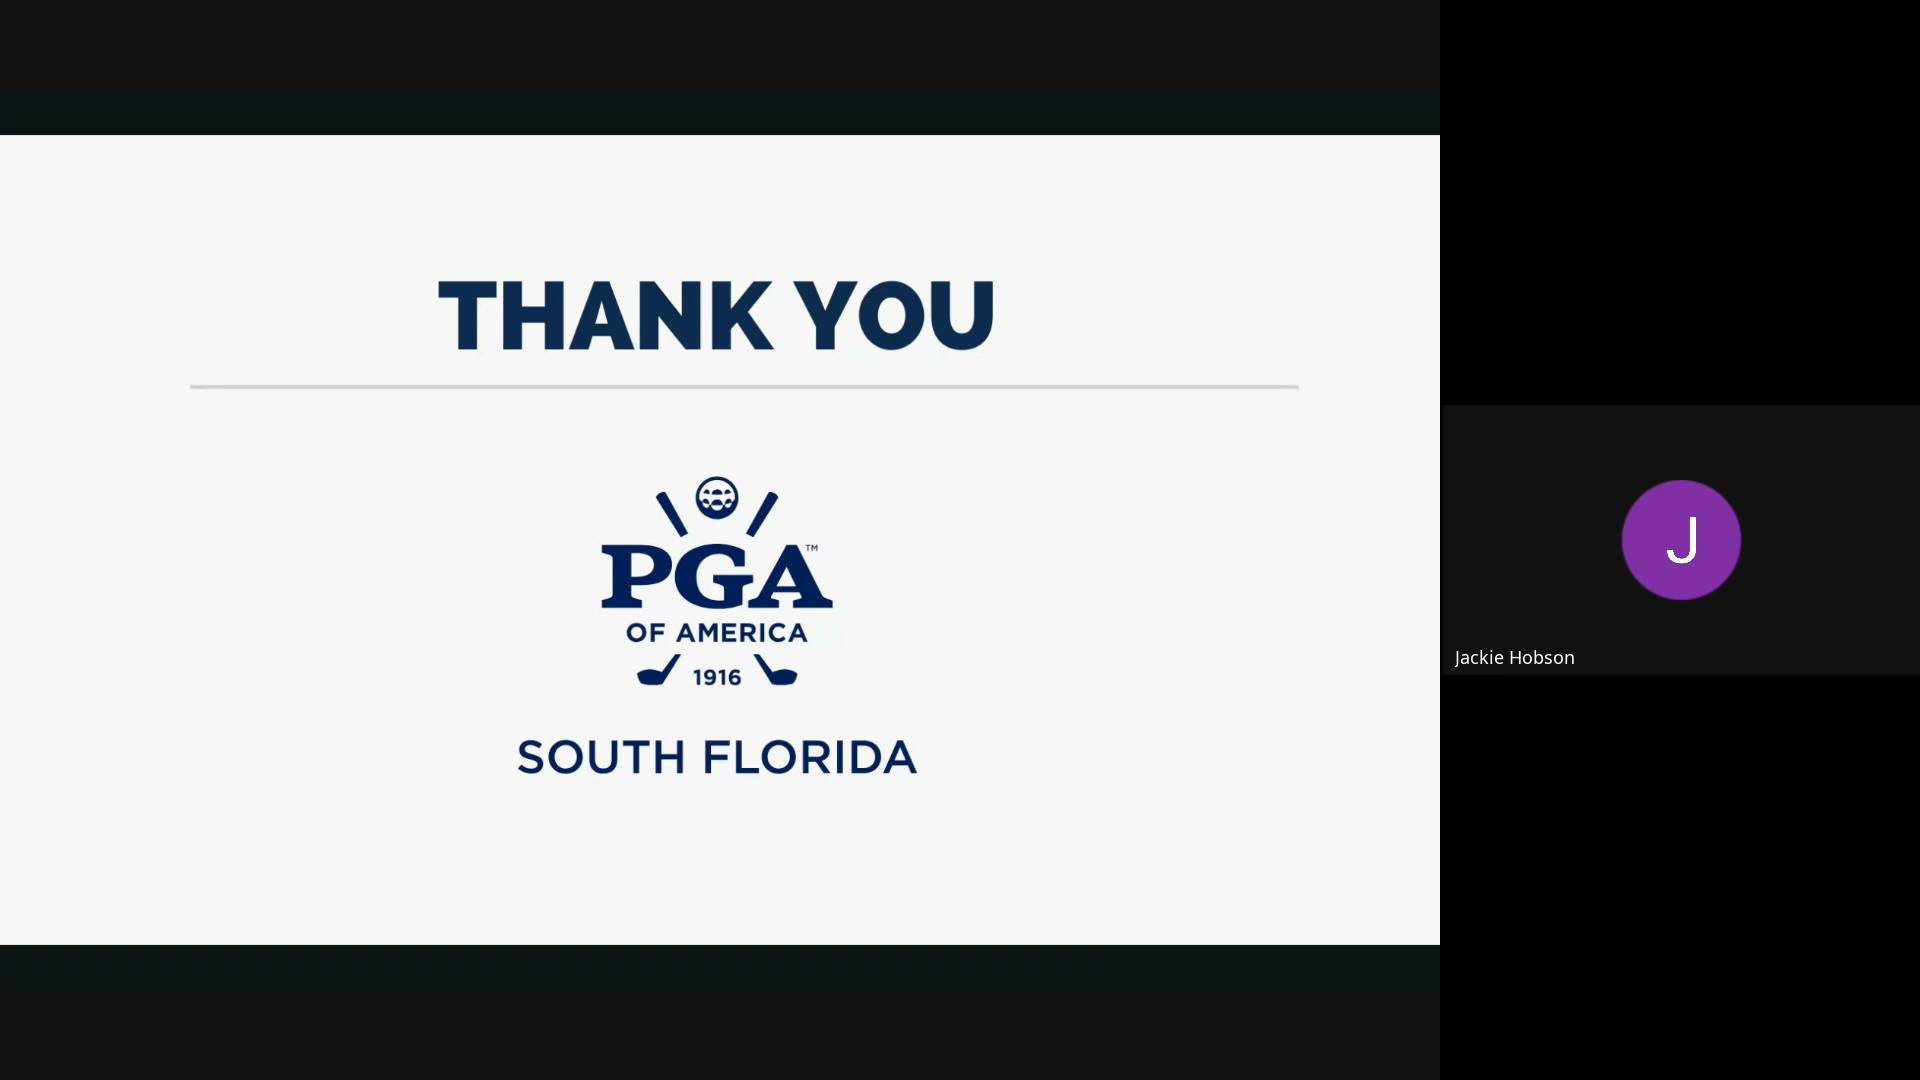 THANK YOU
PGA™
OF AMERICA
1916
SOUTH FLORIDA
J
Jackie Hobson